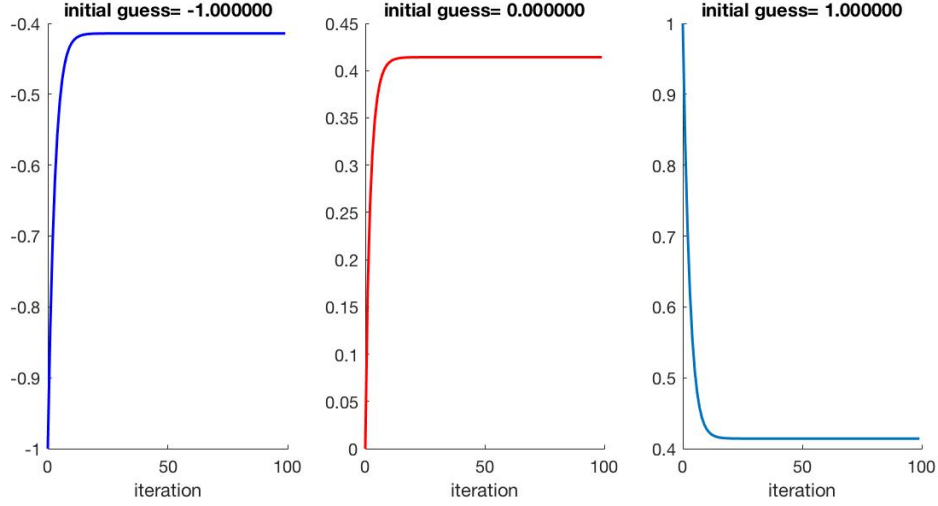 initial guess= -1.000000
-0.4
-0.5
-0.6
-0.7
-0.8
-0.9
-1
0 50 100
iteration
initial guess= 0.000000
0.45
0.4
0.35
0.3
0.25
0.2
0.15
0.1
0.05
0
0 50 100
iteration
initial guess= 1.000000
1
0.9
0.8
0.7
0.6
0.5
0.4
0 50 100
iteration